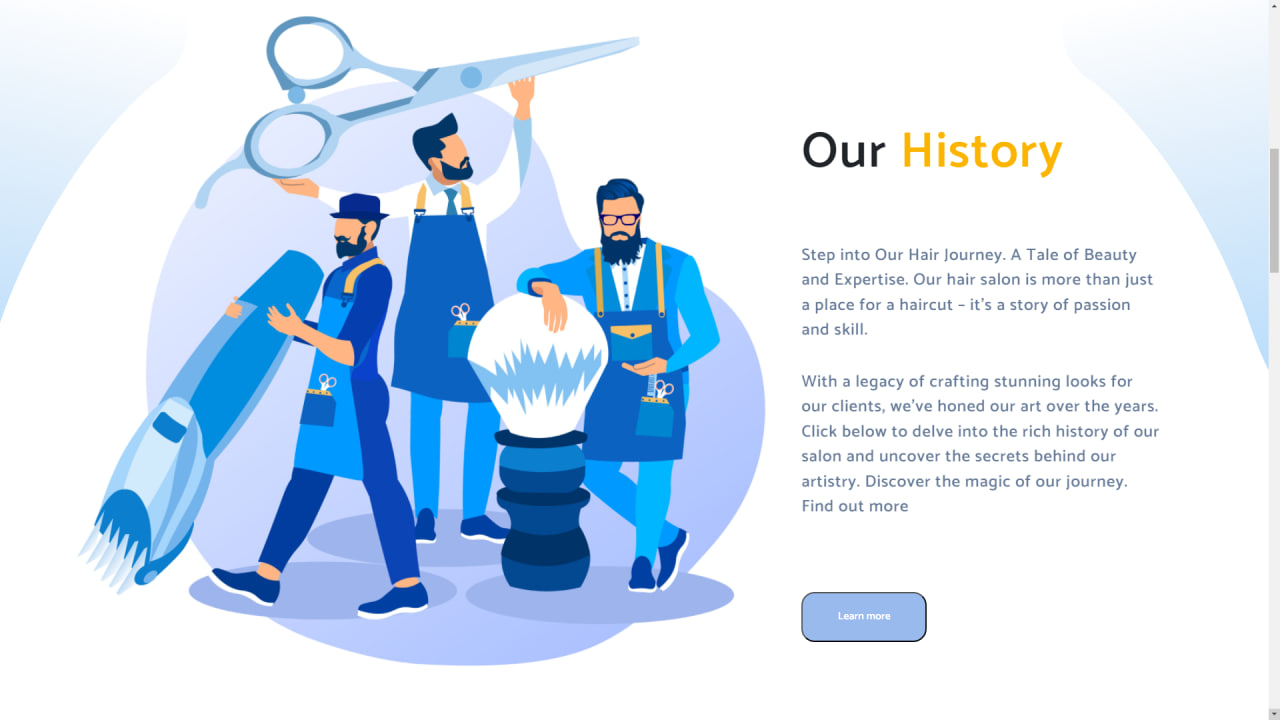 Our History
Step into Our Hair Journey. A Tale of Beauty
and Expertise. Our hair salon is more than just
a place for a haircut – it's a story of passion
and skill.
With a legacy of crafting stunning looks for
our clients, we've honed our art over the years.
Click below to delve into the rich history of our
salon and uncover the secrets behind our
artistry. Discover the magic of our journey.
Find out more
Learn more